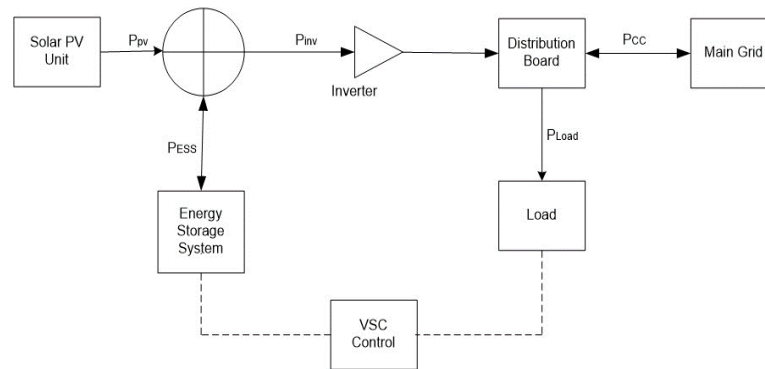 Solar PV
Unit
Ppv
Pinv
Inverter
Distribution
Board
PCC
Main Grid
PESS
PLoad
Energy
Storage
System
Load
VSC
Control